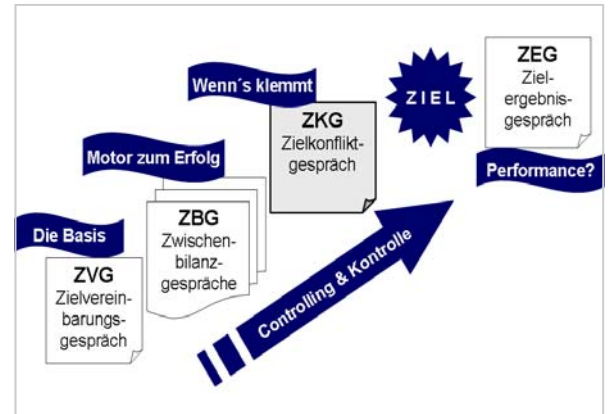 Die Basis
ZVG
Zielverein-
barungs-
gespräch
Motor zum Erfolg
ZBG
Zwischen-
bilanz-
gespräche
Wenn´s klemmt
ZKG
Zielkonflikt-
gespräch
ZIEL
ZEG
Ziel-
ergebnis-
gespräch
Performance?
Controlling & Kontrolle